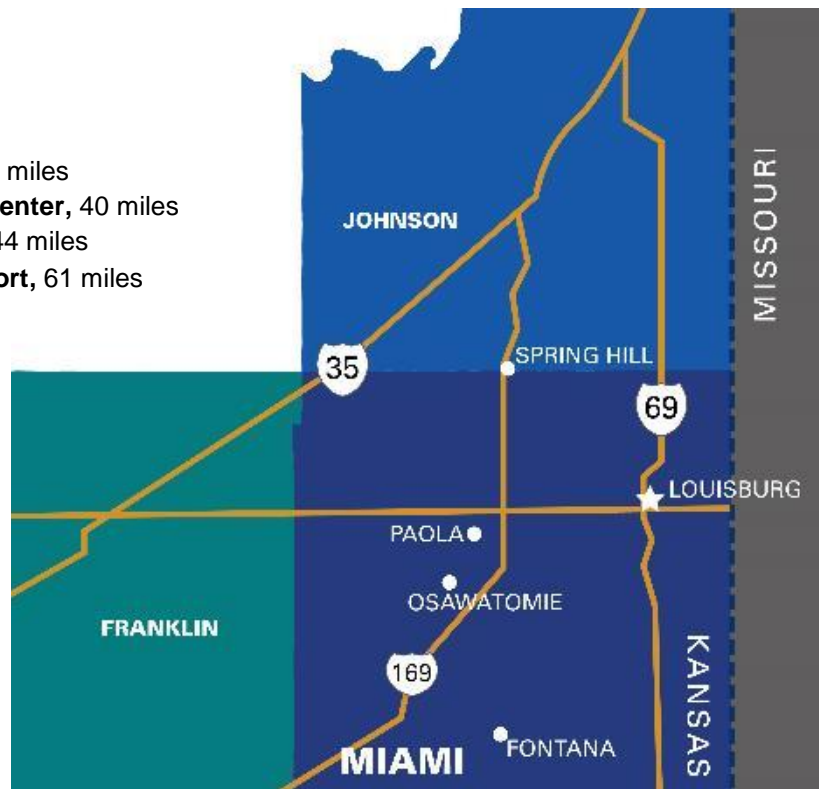 miles
enter, 40 miles
44 miles
ort, 61 miles
JOHNSON
MISSOURI
SPRING HILL
35
69
LOUISBURG
PAOLA
OSAWATOMIE
FRANKLIN
KANSAS
169
FONTANA
MIAMI